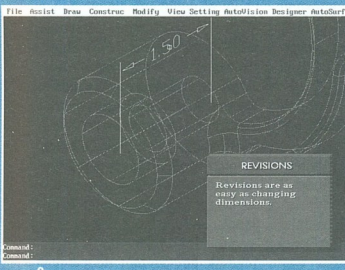 File Assist Draw Construc Modify View Setting AutoVision Designer AutoSurf
1.50
REVISIONS
Revisions are as
easy as changing
dimensions.
Command:
Command: